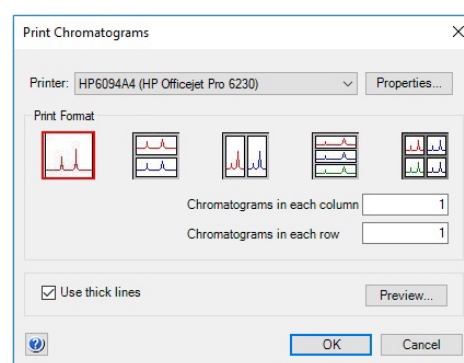 Print Chromatograms
Printer: HP6094A4 (HP Officejet Pro 6230) Properties...
Print Format
Chromatograms in each column 1
Chromatograms in each row 1
Use thick lines Preview...
? OK Cancel